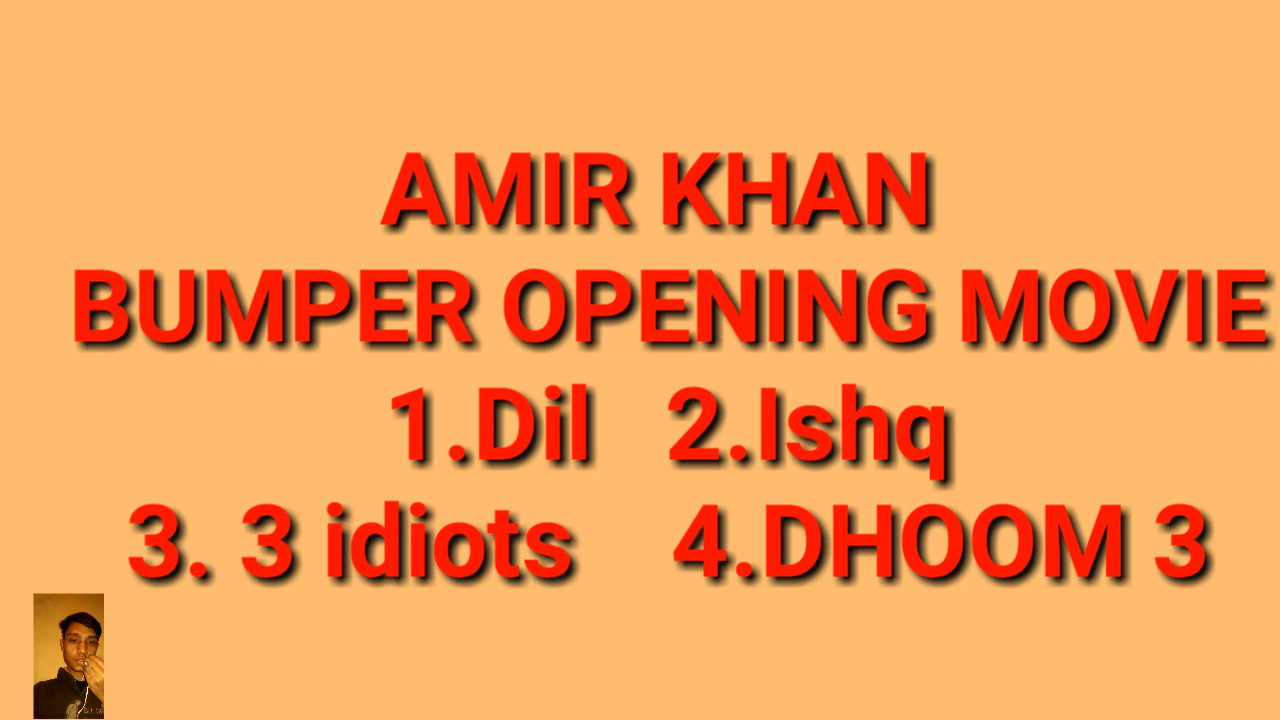 AMIR KHAN
BUMPER OPENING MOVIE
1.Dil 2.Ishq
3. 3 idiots 4.DHOOM 3